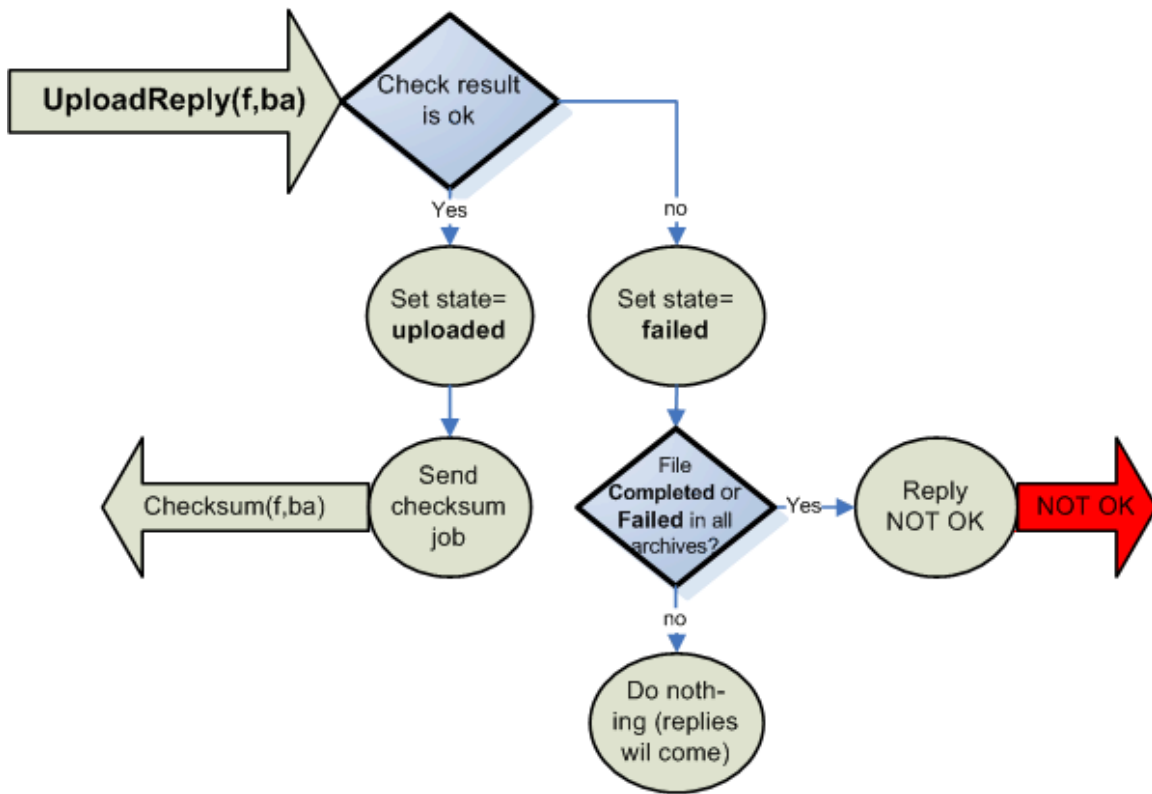 UploadReply(f,ba)
Check result
is ok
Yes
no
Set state=
uploaded
Set state=
failed
Checksum(f,ba)
Send
checksum
job
File
Completed or
Failed in all
archives?
Yes
Reply
NOT OK
NOT OK
no
Do noth-
ing (replies
wil come)